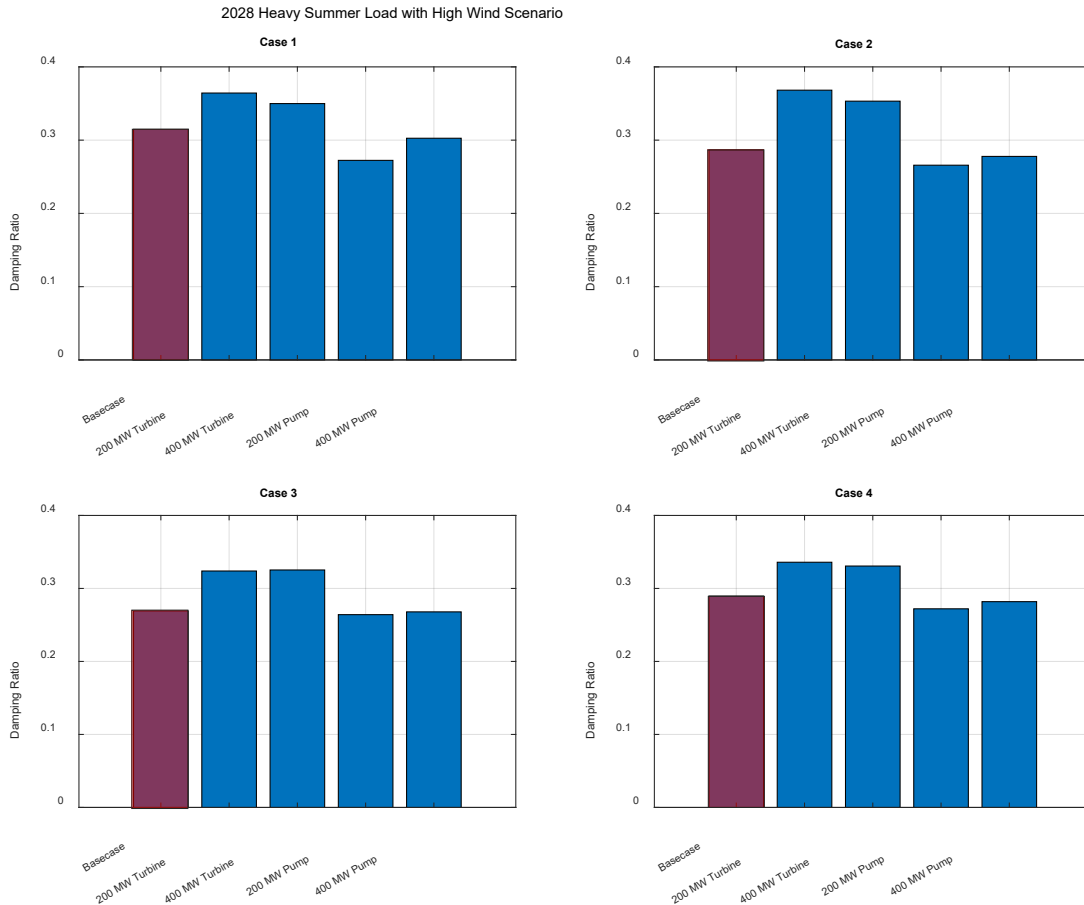 2028 Heavy Summer Load with High Wind Scenario
Case 1
0.4
0.3
0.2
0.1
0
Damping Ratio
Basecase
200 MW Turbine
400 MW Turbine
200 MW Pump
400 MW Pump
Case 2
0.4
0.3
0.2
0.1
0
Damping Ratio
Basecase
200 MW Turbine
400 MW Turbine
200 MW Pump
400 MW Pump
Case 3
0.4
0.3
0.2
0.1
0
Damping Ratio
Basecase
200 MW Turbine
400 MW Turbine
200 MW Pump
400 MW Pump
Case 4
0.4
0.3
0.2
0.1
0
Damping Ratio
Basecase
200 MW Turbine
400 MW Turbine
200 MW Pump
400 MW Pump